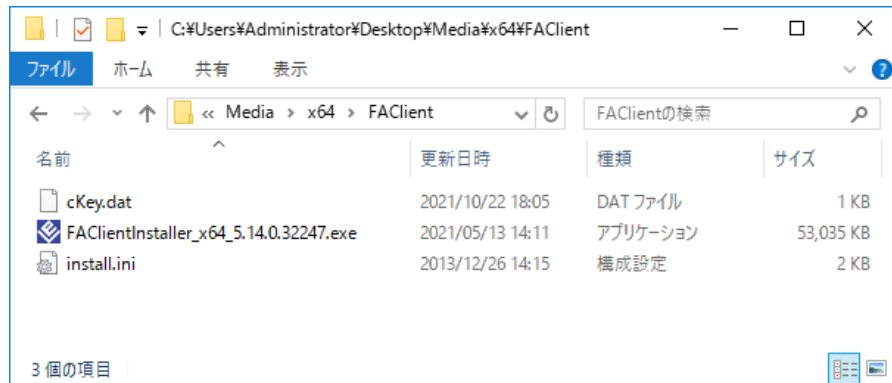 C:¥Users¥Administrator¥Desktop¥Media¥x64¥FAClient
ファイル ホーム 共有 表示
« Media > x64 > FAClient FAClientの検索
名前 更新日時 種類 サイズ
cKey.dat 2021/10/22 18:05 DAT ファイル 1 KB
FAClientInstaller_x64_5.14.0.32247.exe 2021/05/13 14:11 アプリケーション 53,035 KB
install.ini 2013/12/26 14:15 構成設定 2 KB
3 個の項目